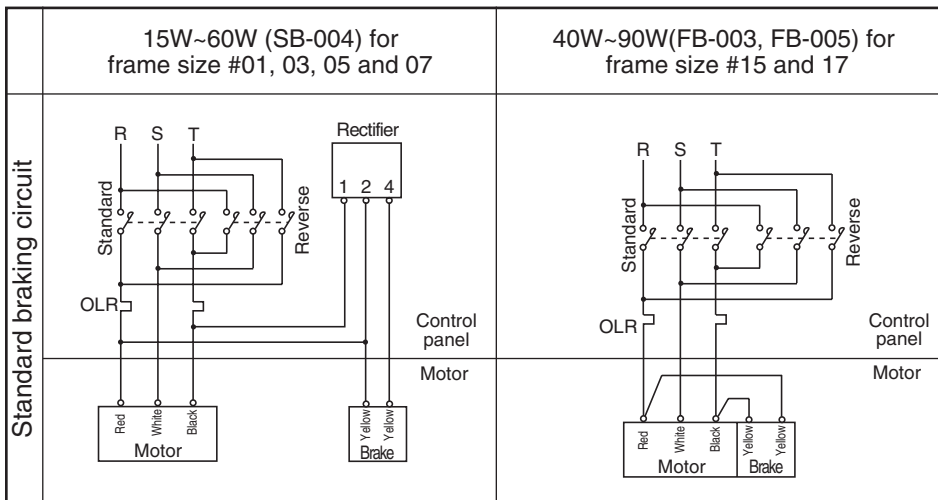 Standard braking circuit
15W~60W (SB-004) for
frame size #01, 03, 05 and 07
R S T
Rectifier
1 2 4
Standard
Reverse
OLR
Control
panel
Motor
Red
White
Black
Motor
Yellow
Yellow
Brake
40W~90W(FB-003, FB-005) for
frame size #15 and 17
R S T
Standard
Reverse
OLR
Control
panel
Motor
Red
White
Black
Motor
Yellow
Yellow
Brake